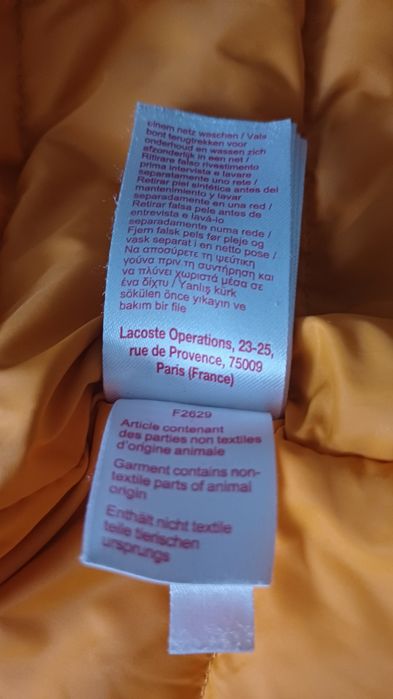 einem netz waschen / Vals
bont terugtrekken voor
onderhoud en wassen zich
afzonderlijk in een net /
Ritirare falso rivestimento
prima intervista e lavare
separatamente uno rete /
Retirar piel sintética antes del
mantenimiento y lavar
separadamente en una red /
Retirar falsa pele antes de
entrevista e lavá-lo
separadamente numa rede /
Fjern falsk pels før pleje og
vask separat i en netto pose /
Να αποσύρετε τη ψεύτικη
γούνα πριν τη συντήρηση και
να πλύνει χωριστά μέσα σε
ένα δίχτυ / Yanlış kürk
sökülen önce yıkayın ve
bakım bir file
Lacoste Operations, 23-25,
rue de Provence, 75009
Paris (France)
F2629
Article contenant
des parties non textiles
d'origine animale
Garment contains non-
textile parts of animal
origin
Enthält nicht textile
teile tierischen
ursprungs